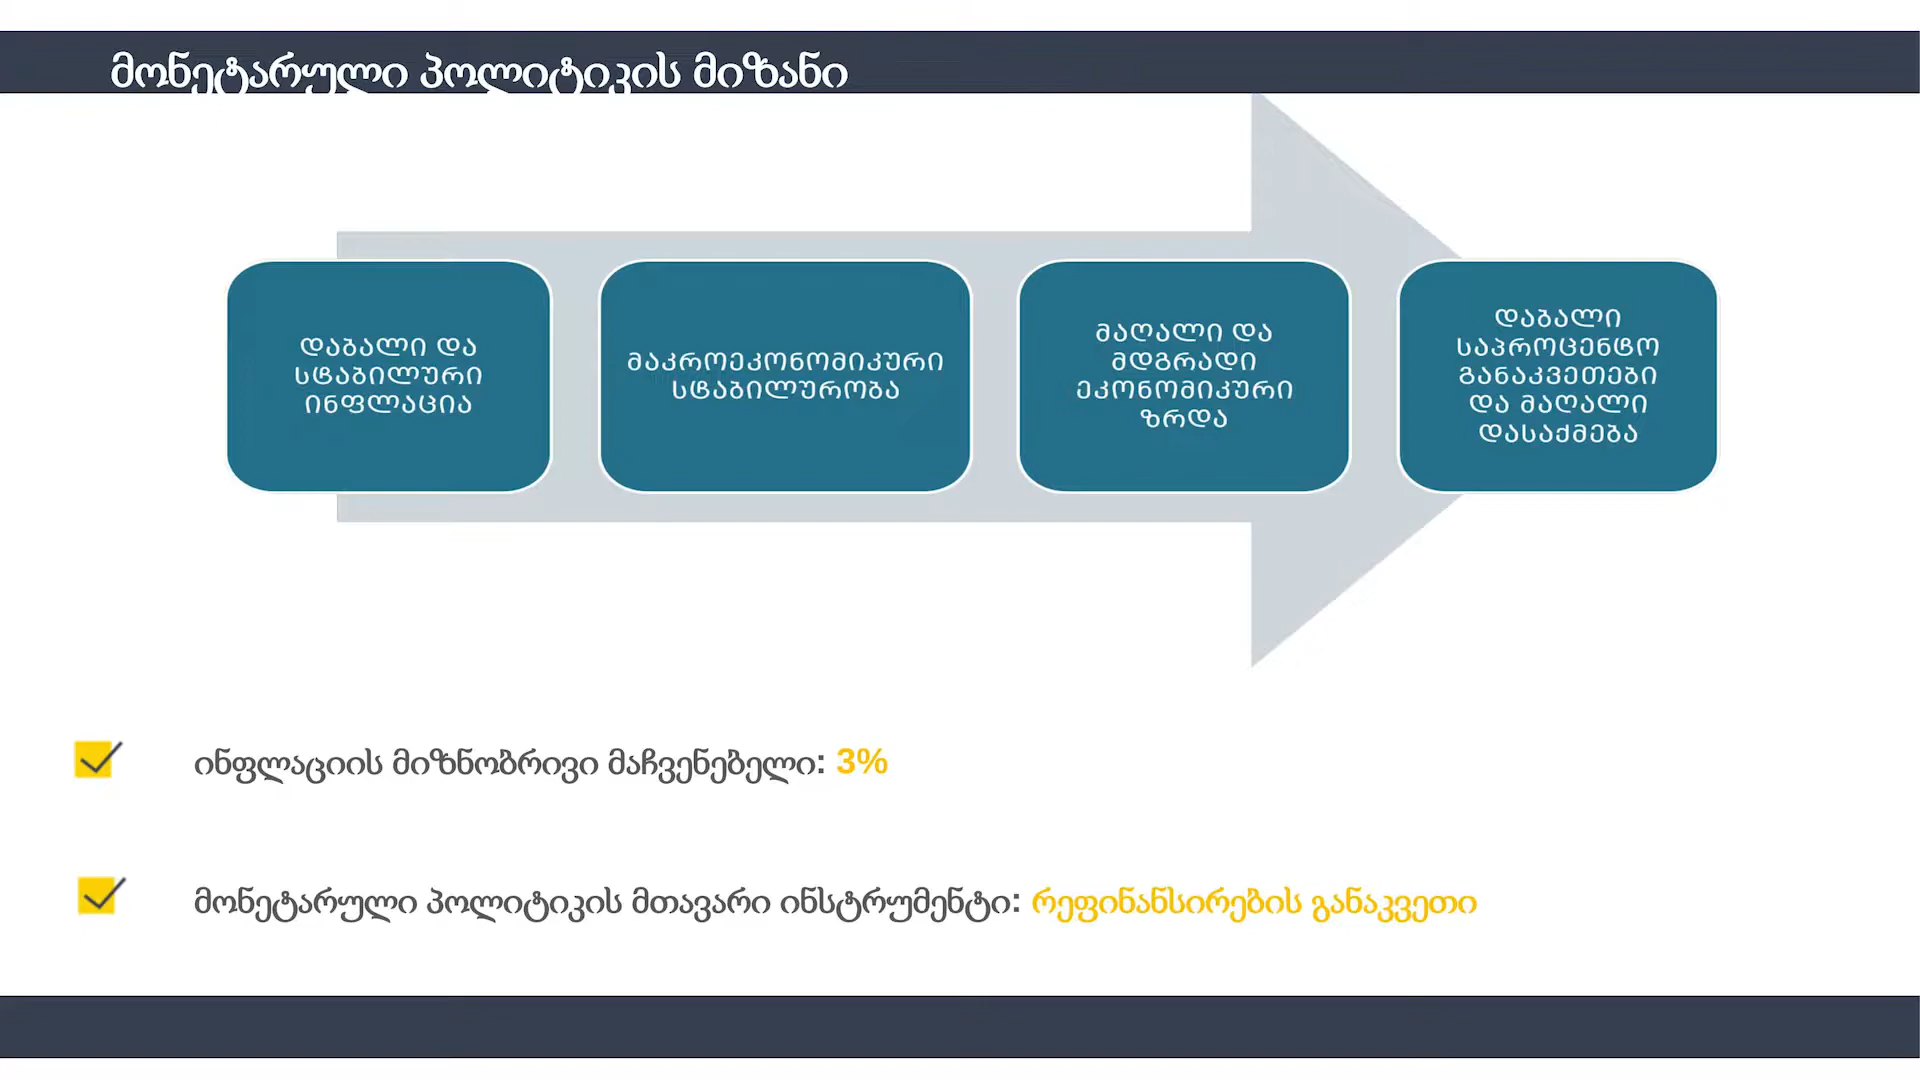 მონეტარული პოლიტიკის მიზანი
დაბალი და
სტაბილური
ინფლაცია
მაკროეკონომიკური
სტაბილურობა
მაღალი და
მდგრადი
ეკონომიკური
ზრდა
დაბალი
საპროცენტო
განაკვეთები
და მაღალი
დასაქმება
ინფლაციის მიზნობრივი მაჩვენებელი: 3%
მონეტარული პოლიტიკის მთავარი ინსტრუმენტი: რეფინანსირების განაკვეთი